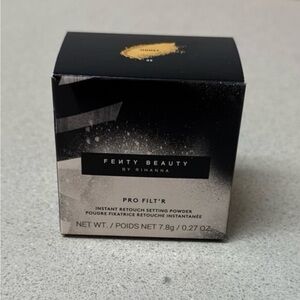 HONEY
FENTY BEAUTY
BY RIHANNA
PRO FILT'R
INSTANT RETOUCH SETTING POWDER
POUDRE FIXATRICE RETOUCHE INSTANTANÉE
NET WT. / POIDS NET 7.8g / 0.27 OZ.